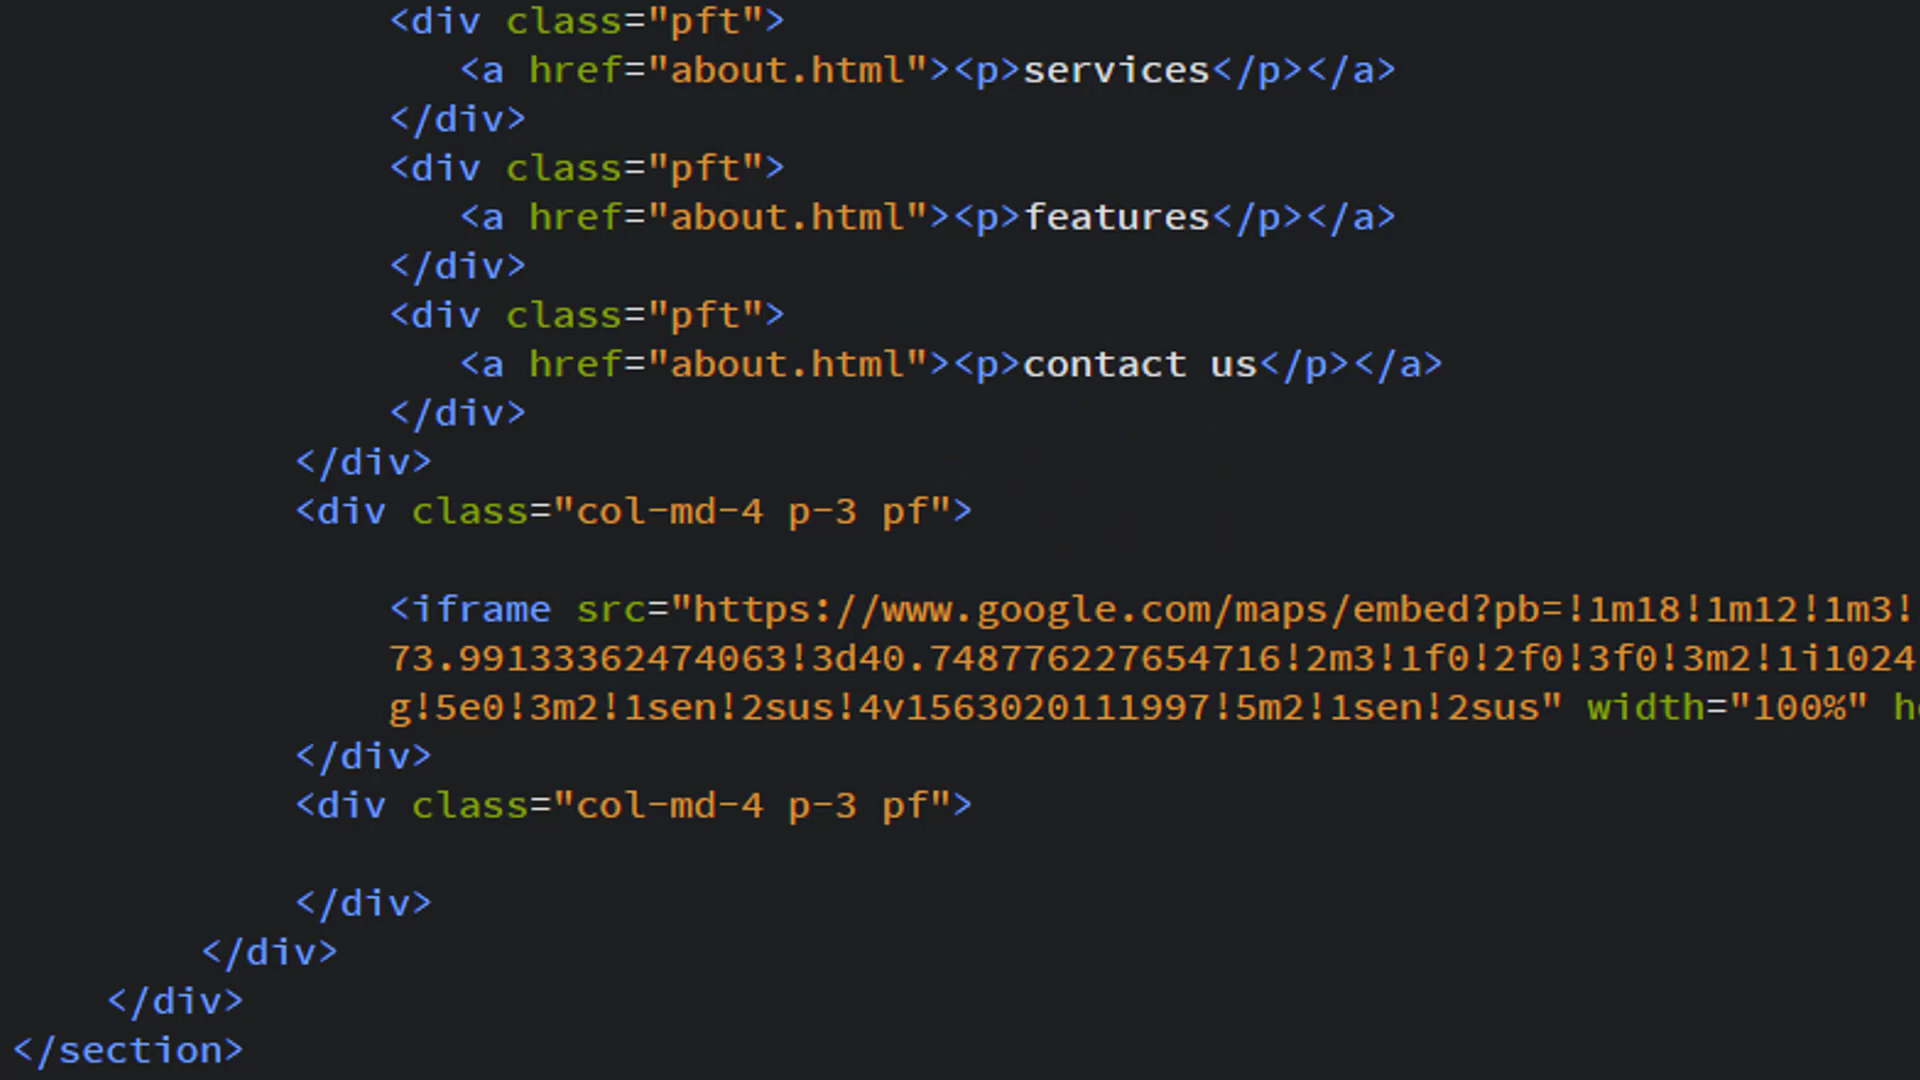 <div class="pft">
<a href="about.html"><p>services</p></a>
</div>
<div class="pft">
<a href="about.html"><p>features</p></a>
</div>
<div class="pft">
<a href="about.html"><p>contact us</p></a>
</div>
</div>
<div class="col-md-4 p-3 pf">
<iframe src="https://www.google.com/maps/embed?pb=!1m18!1m12!1m3!
73.99133362474063!3d40.748776227654716!2m3!1f0!2f0!3f0!3m2!1i1024
g!5e0!3m2!1sen!2sus!4v1563020111997!5m2!1sen!2sus" width="100%" h
</div>
<div class="col-md-4 p-3 pf">
</div>
</div>
</div>
</section>